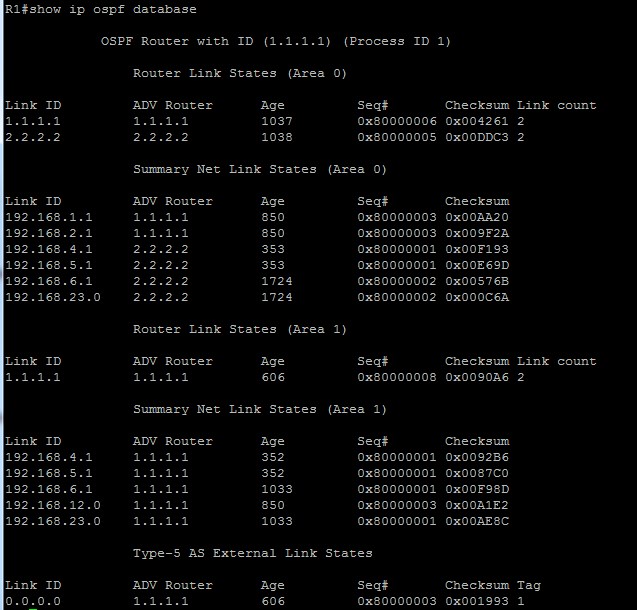 R1#show ip ospf database
OSPF Router with ID (1.1.1.1) (Process ID 1)
Router Link States (Area 0)
Link ID ADV Router Age Seq# Checksum Link count
1.1.1.1 1.1.1.1 1037 0x80000006 0x004261 2
2.2.2.2 2.2.2.2 1038 0x80000005 0x00DDC3 2
Summary Net Link States (Area 0)
Link ID ADV Router Age Seq# Checksum
192.168.1.1 1.1.1.1 850 0x80000003 0x00AA20
192.168.2.1 1.1.1.1 850 0x80000003 0x009F2A
192.168.4.1 2.2.2.2 353 0x80000001 0x00F193
192.168.5.1 2.2.2.2 353 0x80000001 0x00E69D
192.168.6.1 2.2.2.2 1724 0x80000002 0x00576B
192.168.23.0 2.2.2.2 1724 0x80000002 0x000C6A
Router Link States (Area 1)
Link ID ADV Router Age Seq# Checksum Link count
1.1.1.1 1.1.1.1 606 0x80000008 0x0090A6 2
Summary Net Link States (Area 1)
Link ID ADV Router Age Seq# Checksum
192.168.4.1 1.1.1.1 352 0x80000001 0x0092B6
192.168.5.1 1.1.1.1 352 0x80000001 0x0087C0
192.168.6.1 1.1.1.1 1033 0x80000001 0x00F98D
192.168.12.0 1.1.1.1 850 0x80000003 0x00A1E2
192.168.23.0 1.1.1.1 1033 0x80000001 0x00AE8C
Type-5 AS External Link States
Link ID ADV Router Age Seq# Checksum Tag
0.0.0.0 1.1.1.1 606 0x80000003 0x001993 1